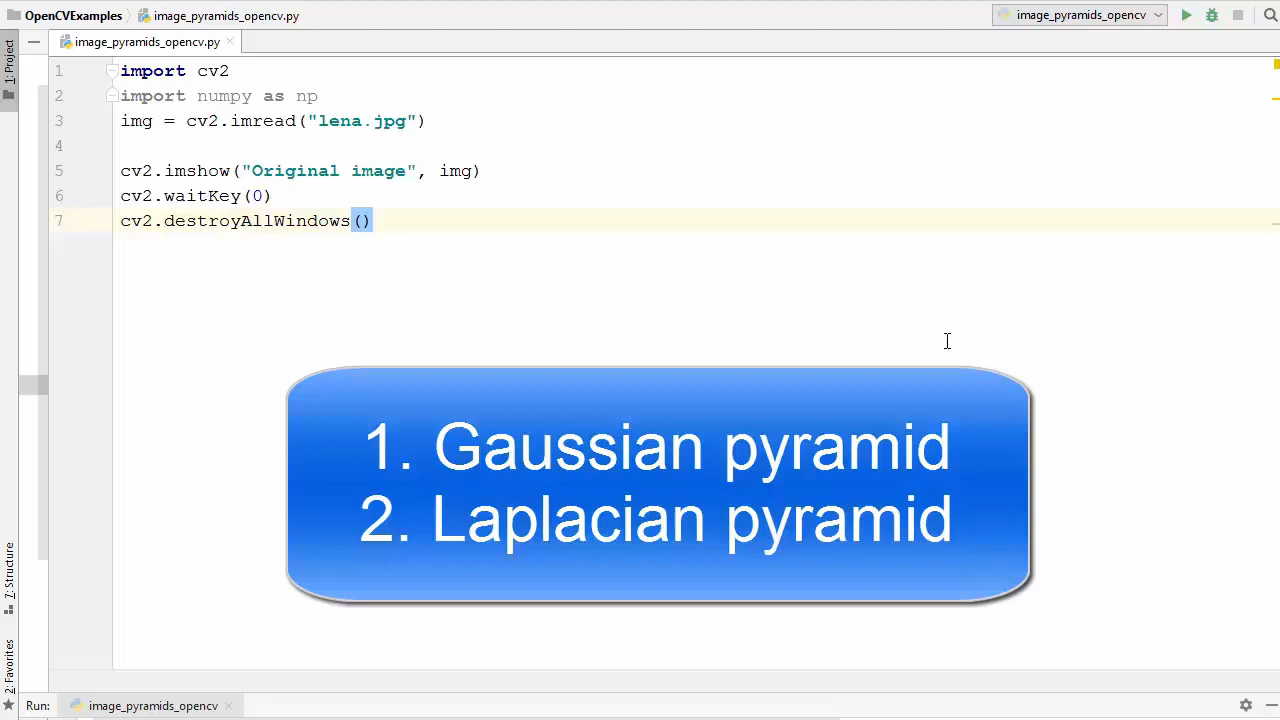 OpenCVExamples
image_pyramids_opencv.py
image_pyramids_opencv
1: Project
image_pyramids_opencv.py
1 import cv2
2 import numpy as np
3 img = cv2.imread("lena.jpg")
4
5 cv2.imshow("Original image", img)
6 cv2.waitKey(0)
7 cv2.destroyAllWindows()
1. Gaussian pyramid
2. Laplacian pyramid
7: Structure
2: Favorites
Run: image_pyramids_opencv